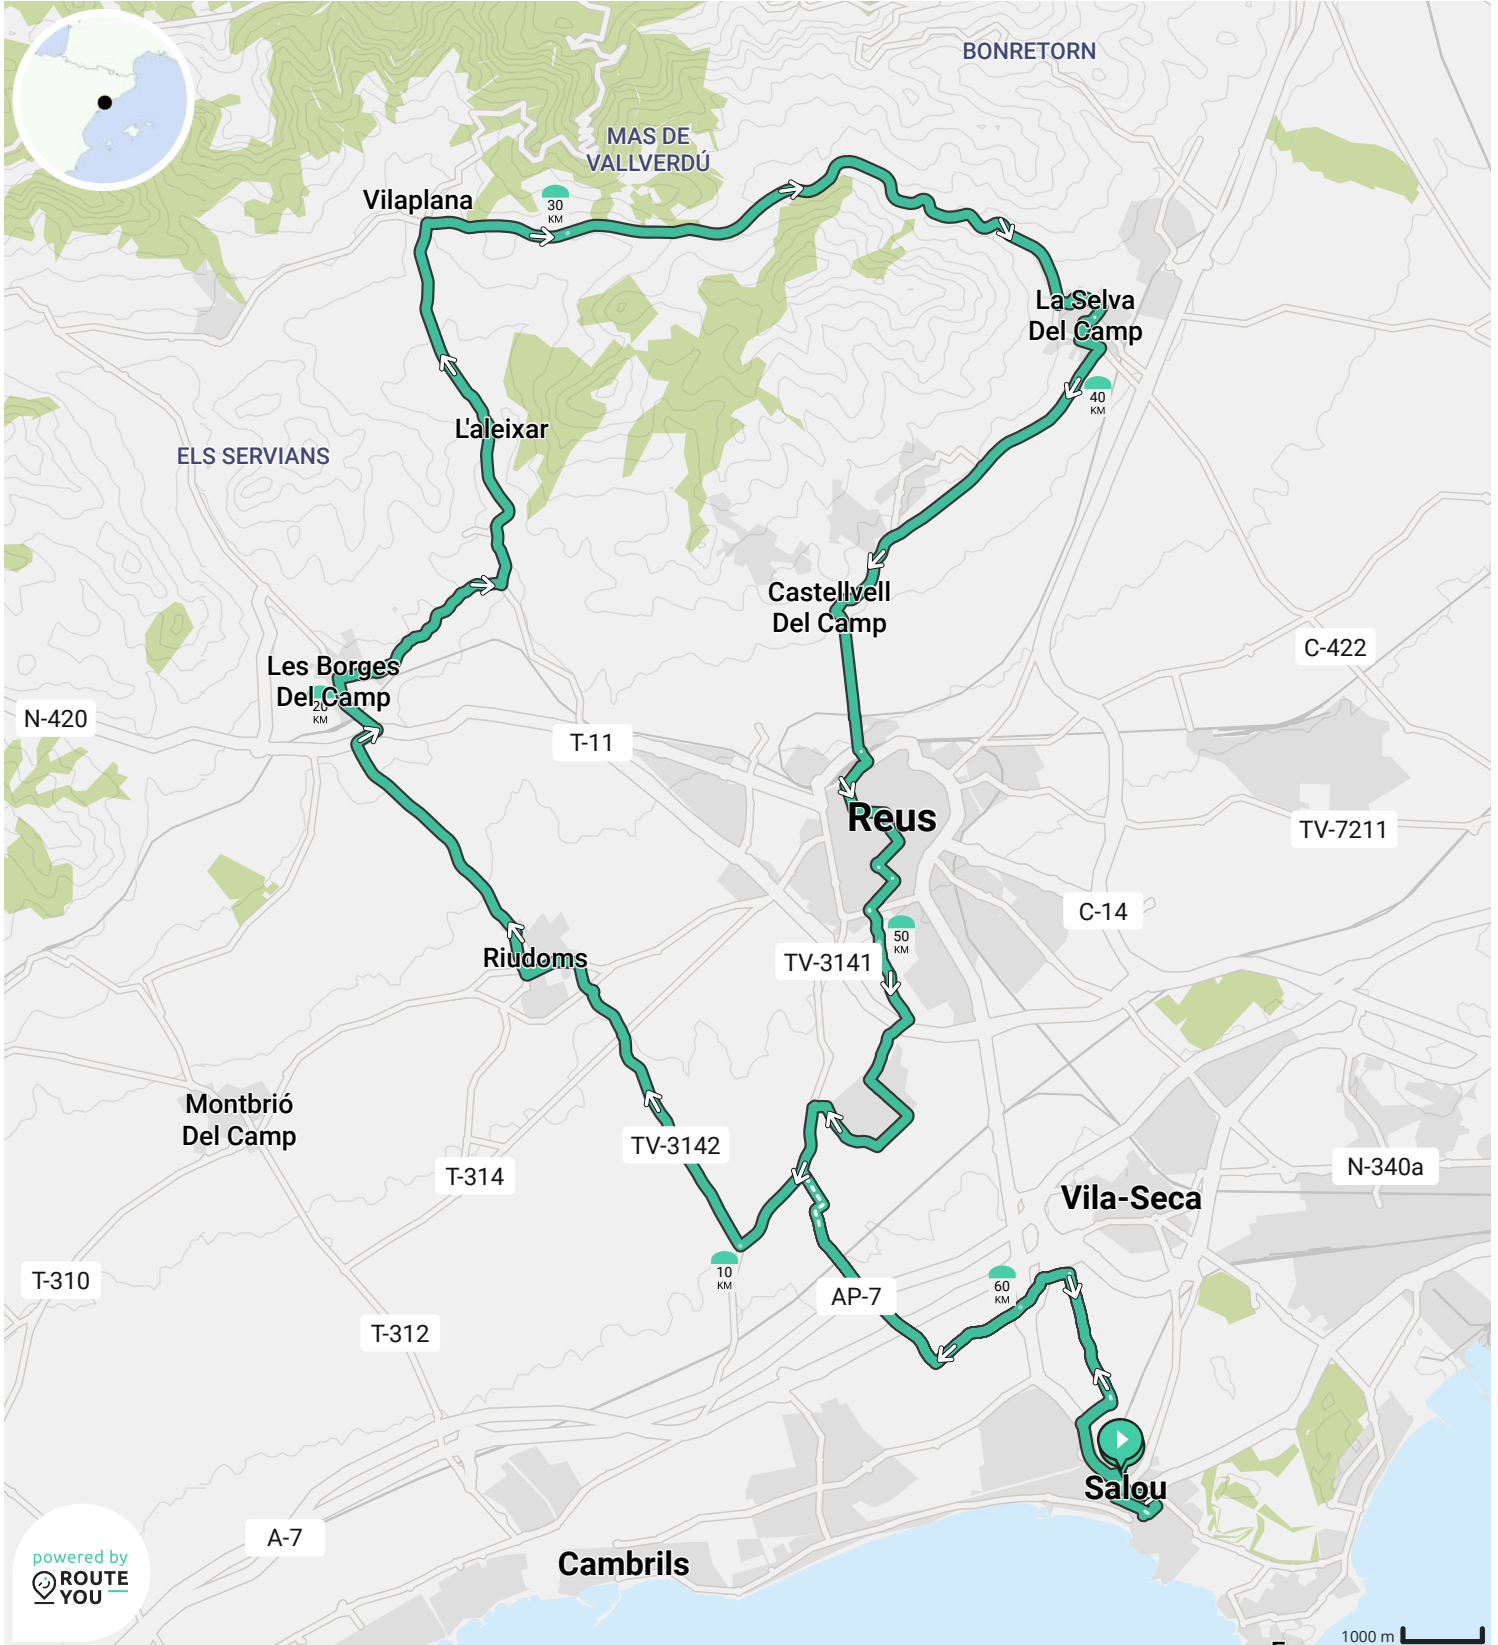 BONRETORN
MAS DE
VALLVERDÚ
Vilaplana
30
KM
La Selva
Del Camp
40
KM
L'aleixar
ELS SERVIANS
Castellvell
Del Camp
C-422
Les Borges
Del Camp
20
KM
N-420
T-11
Reus
TV-7211
C-14
50
KM
Riudoms
TV-3141
Montbrió
Del Camp
TV-3142
N-340a
T-314
Vila-Seca
10
KM
T-310
60
KM
AP-7
T-312
Salou
A-7
Cambrils
powered by
ROUTE
YOU
1000 m